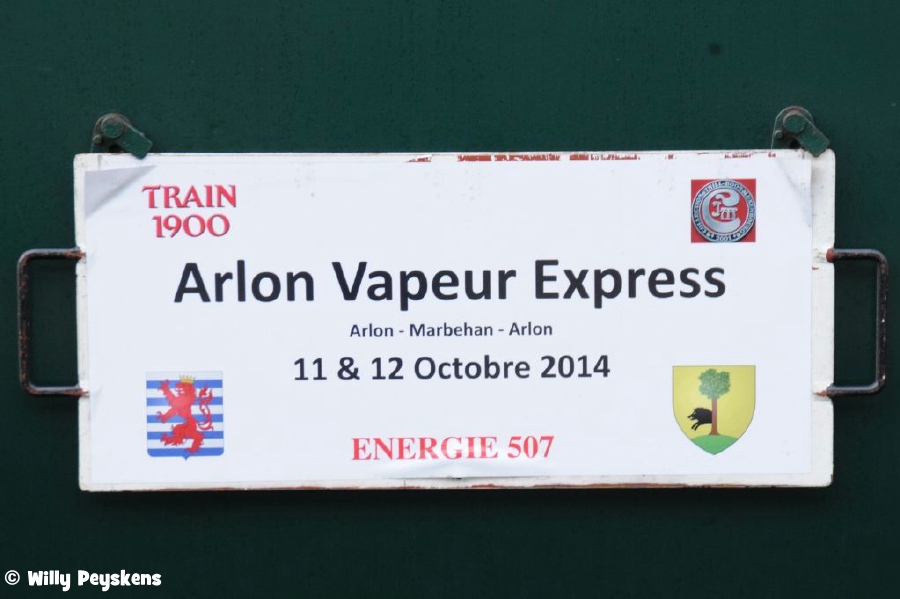 TRAIN
1900
Arlon Vapeur Express
Arlon - Marbehan - Arlon
11 & 12 Octobre 2014
ENERGIE 507
© Willy Peyskens